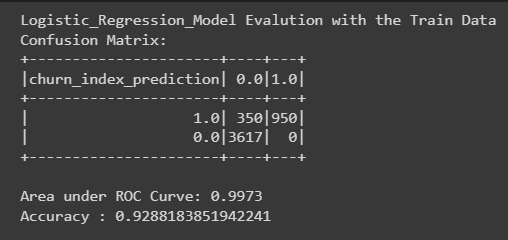 Logistic_Regression_Model Evalution with the Train Data
Confusion Matrix:
+----------------------+----+---+
|churn_index_prediction| 0.0|1.0|
+----------------------+----+---+
|                   1.0| 350|950|
|                   0.0|3617|  0|
+----------------------+----+---+
Area under ROC Curve: 0.9973
Accuracy : 0.9288183851942241